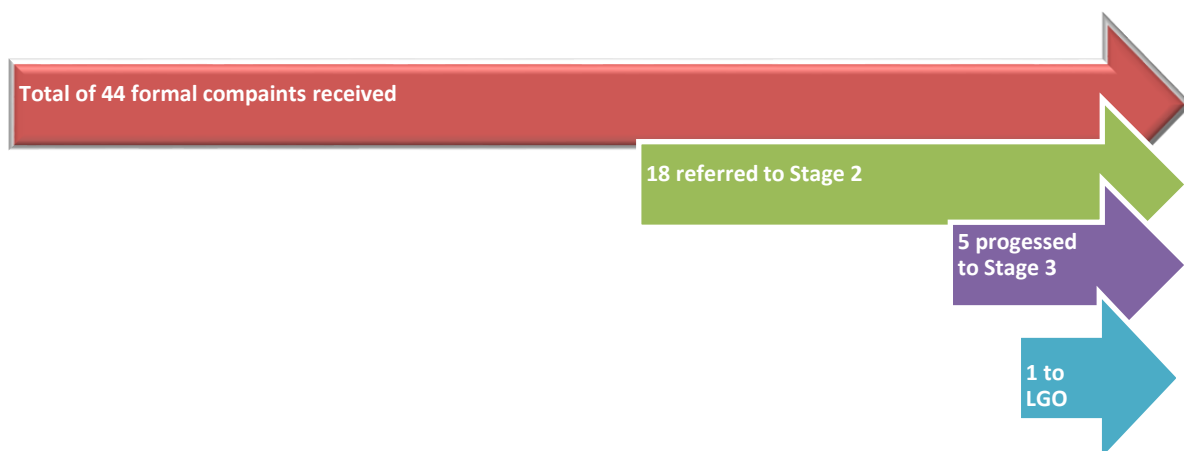 Total of 44 formal compaints received
18 referred to Stage 2
5 progessed
to Stage 3
1 to
LGO